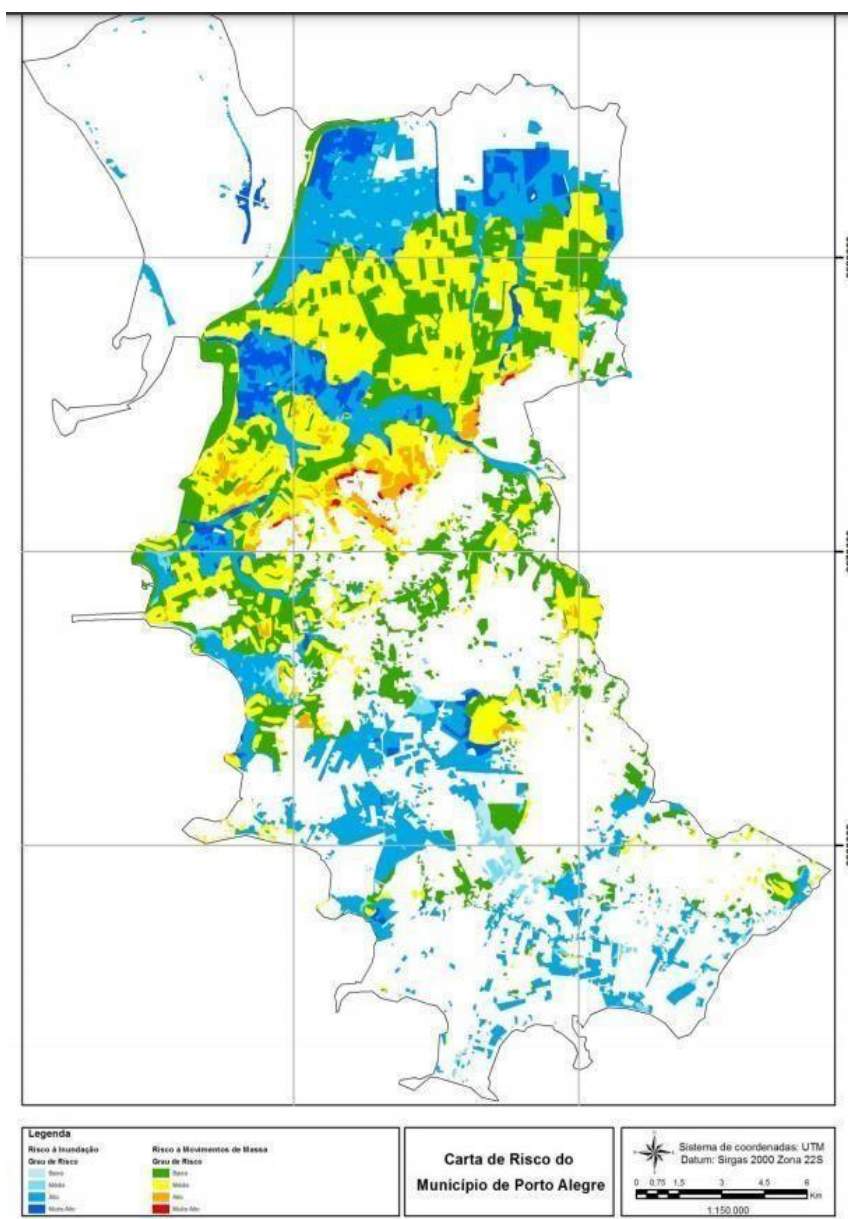 Legenda
Risco à Inundação
Grau de Risco
Baixo
Médio
Alto
Muito Alto
Risco a Movimentos de Massa
Grau de Risco
Baixo
Médio
Alto
Muito Alto
Carta de Risco do
Município de Porto Alegre
Sistema de coordenadas: UTM
Datum: Sirgas 2000 Zona 22S
0 0,75 1,5 3 4,5 6
Km
1:150.000